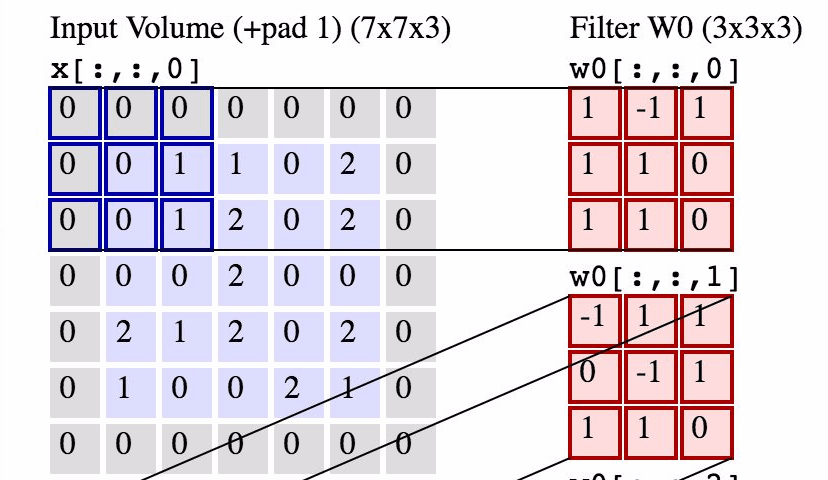 Input Volume (+pad 1) (7x7x3)
x[:,:,0]
0 0 0 0 0 0 0
0 0 1 1 0 2 0
0 0 1 2 0 2 0
0 0 0 2 0 0 0
0 2 1 2 0 2 0
0 1 0 0 2 1 0
0 0 0 0 0 0 0
Filter W0 (3x3x3)
w0[:,:,0]
1 -1 1
1 1 0
1 1 0
w0[:,:,1]
-1 1 1
0 -1 1
1 1 0